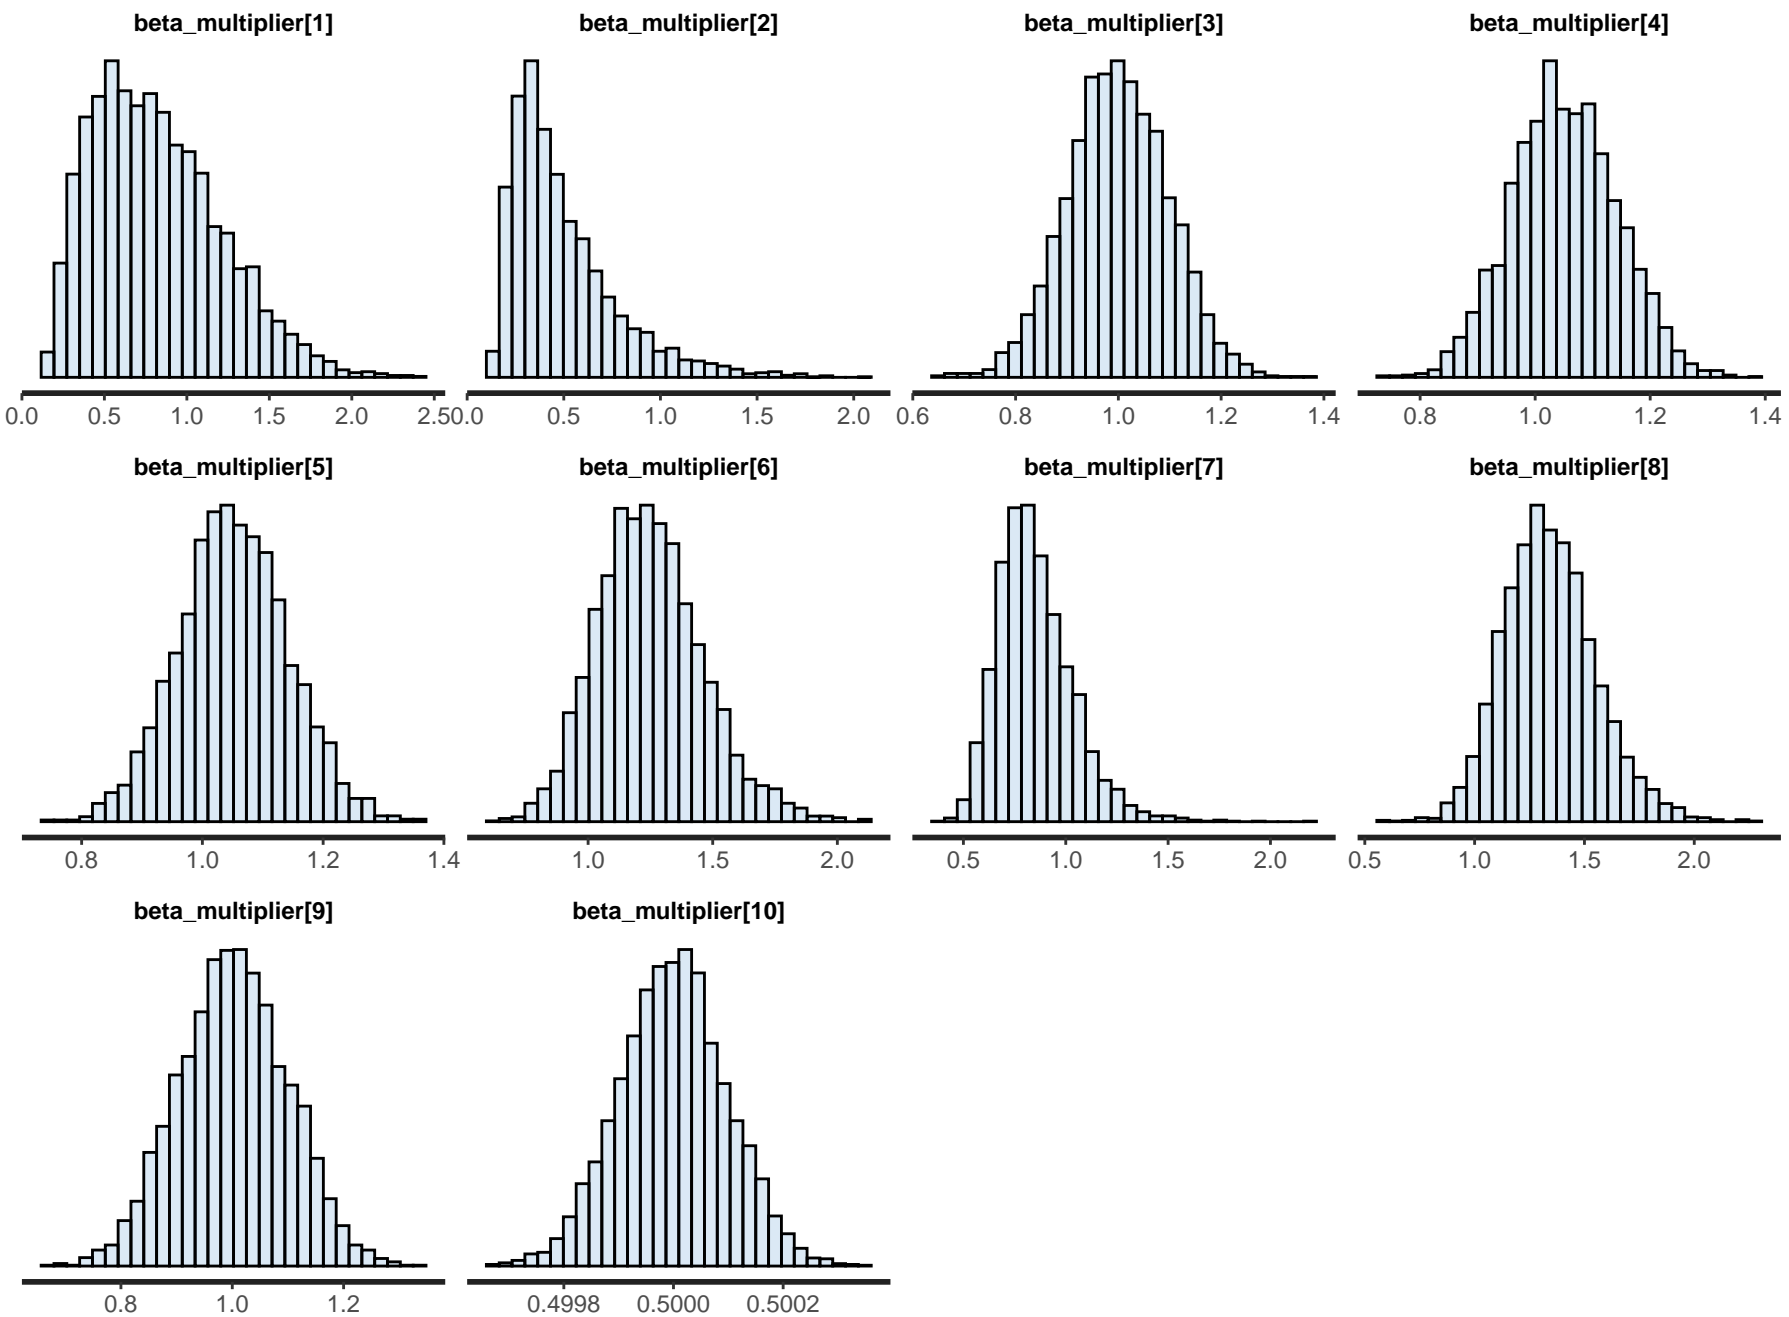 beta_multiplier[1] beta_multiplier[2] beta_multiplier[3] beta_multiplier[4]
0.0 0.5 1.0 1.5 2.0 2.5 0.0 0.5 1.0 1.5 2.0 0.6 0.8 1.0 1.2 1.4 0.8 1.0 1.2 1.4
beta_multiplier[5] beta_multiplier[6] beta_multiplier[7] beta_multiplier[8]
0.8 1.0 1.2 1.4 1.0 1.5 2.0 0.5 1.0 1.5 2.0 0.5 1.0 1.5 2.0
beta_multiplier[9] beta_multiplier[10]
0.8 1.0 1.2 0.4998 0.5000 0.5002